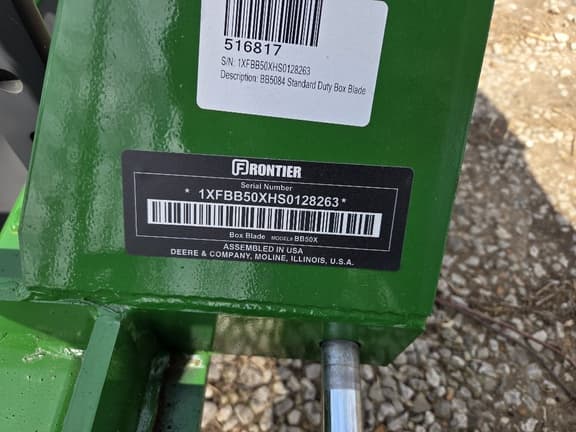 516817
S/N: 1XFBB50XHS0128263
Description: BB5084 Standard Duty Box Blade
FRONTIER
Serial Number
* 1XFBB50XHS0128263 *
Box Blade MODEL# BB50X
ASSEMBLED IN USA
DEERE & COMPANY, MOLINE, ILLINOIS, U.S.A.